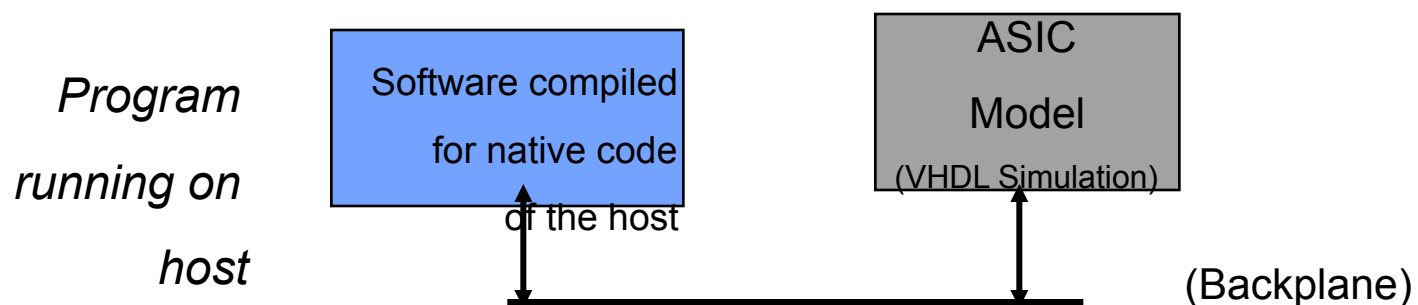 Program
running on
host
Software compiled
for native code
of the host
ASIC
Model
(VHDL Simulation)
(Backplane)